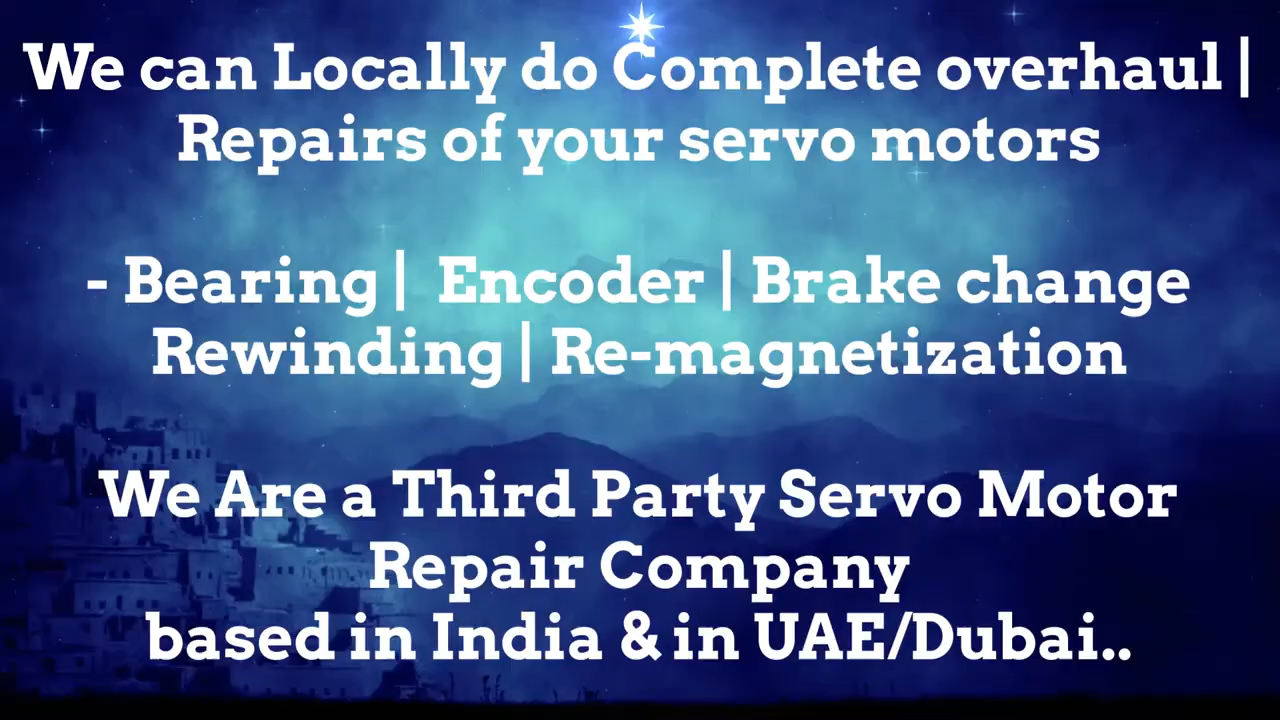 We can Locally do Complete overhaul |
Repairs of your servo motors
- Bearing | Encoder | Brake change
Rewinding | Re-magnetization
We Are a Third Party Servo Motor
Repair Company
based in India & in UAE/Dubai..